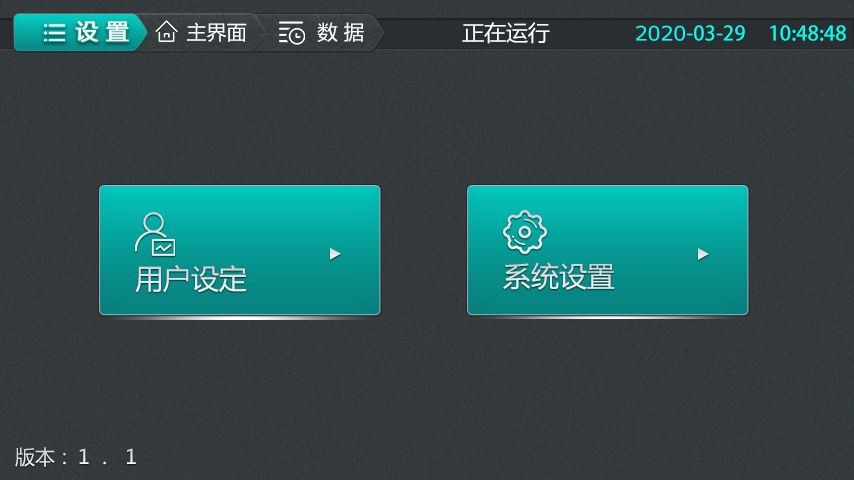 设置 主界面 数据 正在运行 2020-03-29 10:48:48
用户设定 系统设置
版本：1 . 1